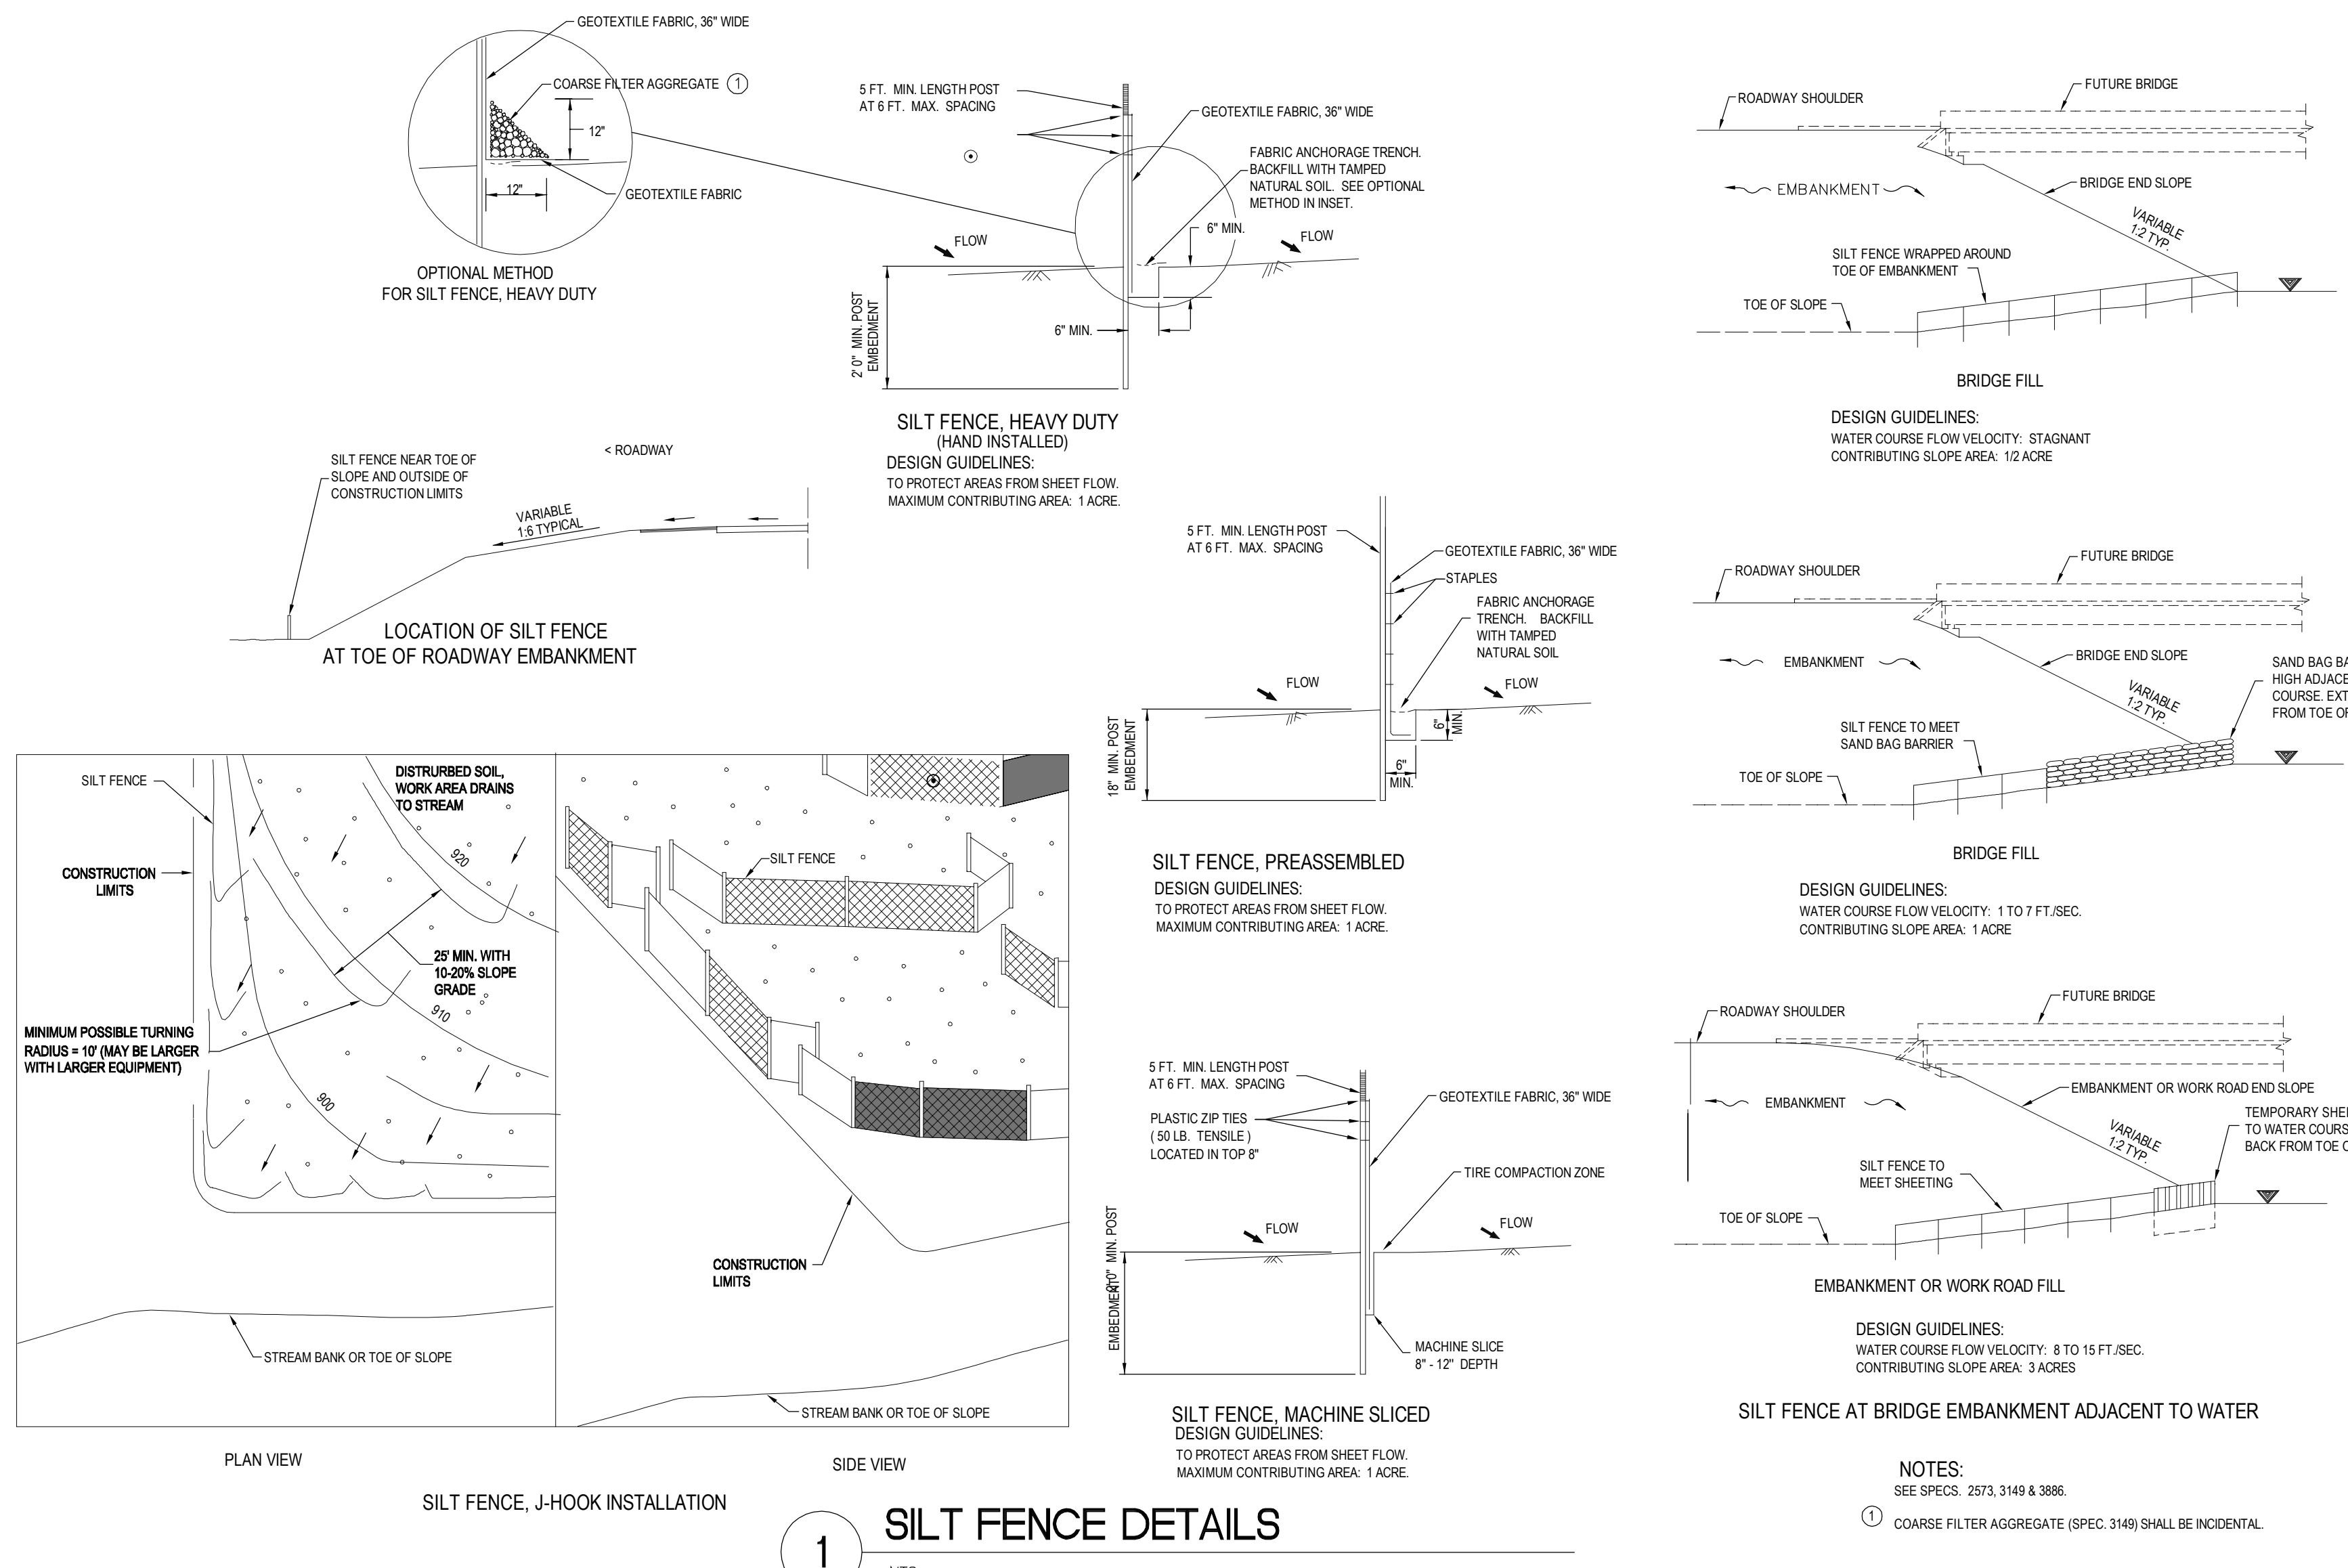 GEOTEXTILE FABRIC, 36" WIDE
COARSE FILTER AGGREGATE 1
12"
12"
GEOTEXTILE FABRIC
OPTIONAL METHOD
FOR SILT FENCE, HEAVY DUTY
5 FT. MIN. LENGTH POST
AT 6 FT. MAX. SPACING
GEOTEXTILE FABRIC, 36" WIDE
FABRIC ANCHORAGE TRENCH.
BACKFILL WITH TAMPED
NATURAL SOIL. SEE OPTIONAL
METHOD IN INSET.
6" MIN.
FLOW
FLOW
2' 0" MIN. POST
EMBEDMENT
6" MIN.
SILT FENCE, HEAVY DUTY
(HAND INSTALLED)
DESIGN GUIDELINES:
TO PROTECT AREAS FROM SHEET FLOW.
MAXIMUM CONTRIBUTING AREA: 1 ACRE.
SILT FENCE NEAR TOE OF
SLOPE AND OUTSIDE OF
CONSTRUCTION LIMITS
< ROADWAY
VARIABLE
1:6 TYPICAL
LOCATION OF SILT FENCE
AT TOE OF ROADWAY EMBANKMENT
5 FT. MIN. LENGTH POST
AT 6 FT. MAX. SPACING
GEOTEXTILE FABRIC, 36" WIDE
STAPLES
FABRIC ANCHORAGE
TRENCH. BACKFILL
WITH TAMPED
NATURAL SOIL
FLOW
FLOW
18" MIN. POST
EMBEDMENT
6"
MIN.
6"
MIN.
SILT FENCE, PREASSEMBLED
DESIGN GUIDELINES:
TO PROTECT AREAS FROM SHEET FLOW.
MAXIMUM CONTRIBUTING AREA: 1 ACRE.
SILT FENCE
DISTRURBED SOIL,
WORK AREA DRAINS
TO STREAM
CONSTRUCTION
LIMITS
920
25' MIN. WITH
10-20% SLOPE
GRADE
910
MINIMUM POSSIBLE TURNING
RADIUS = 10' (MAY BE LARGER
WITH LARGER EQUIPMENT)
900
STREAM BANK OR TOE OF SLOPE
PLAN VIEW
SILT FENCE
CONSTRUCTION
LIMITS
STREAM BANK OR TOE OF SLOPE
SIDE VIEW
SILT FENCE, J-HOOK INSTALLATION
5 FT. MIN. LENGTH POST
AT 6 FT. MAX. SPACING
PLASTIC ZIP TIES
( 50 LB. TENSILE )
LOCATED IN TOP 8"
GEOTEXTILE FABRIC, 36" WIDE
TIRE COMPACTION ZONE
FLOW
FLOW
2' 0" MIN. POST
EMBEDMENT
MACHINE SLICE
8" - 12" DEPTH
SILT FENCE, MACHINE SLICED
DESIGN GUIDELINES:
TO PROTECT AREAS FROM SHEET FLOW.
MAXIMUM CONTRIBUTING AREA: 1 ACRE.
ROADWAY SHOULDER
FUTURE BRIDGE
EMBANKMENT
BRIDGE END SLOPE
VARIABLE
1:2 TYP.
SILT FENCE WRAPPED AROUND
TOE OF EMBANKMENT
TOE OF SLOPE
BRIDGE FILL
DESIGN GUIDELINES:
WATER COURSE FLOW VELOCITY: STAGNANT
CONTRIBUTING SLOPE AREA: 1/2 ACRE
ROADWAY SHOULDER
FUTURE BRIDGE
EMBANKMENT
BRIDGE END SLOPE
SAND BAG
HIGH
COURSE.
FROM TOE
VARIABLE
1:2 TYP.
SILT FENCE TO MEET
SAND BAG BARRIER
TOE OF SLOPE
BRIDGE FILL
DESIGN GUIDELINES:
WATER COURSE FLOW VELOCITY: 1 TO 7 FT./SEC.
CONTRIBUTING SLOPE AREA: 1 ACRE
ROADWAY SHOULDER
FUTURE BRIDGE
EMBANKMENT OR WORK ROAD END SLOPE
EMBANKMENT
TEMPORARY
TO WATER
BACK FROM TOE
VARIABLE
1:2 TYP.
SILT FENCE TO
MEET SHEETING
TOE OF SLOPE
EMBANKMENT OR WORK ROAD FILL
DESIGN GUIDELINES:
WATER COURSE FLOW VELOCITY: 8 TO 15 FT./SEC.
CONTRIBUTING SLOPE AREA: 3 ACRES
SILT FENCE AT BRIDGE EMBANKMENT ADJACENT TO WATER
NOTES:
SEE SPECS. 2573, 3149 & 3886.
1 COARSE FILTER AGGREGATE (SPEC. 3149) SHALL BE INCIDENTAL.
1 SILT FENCE DETAILS